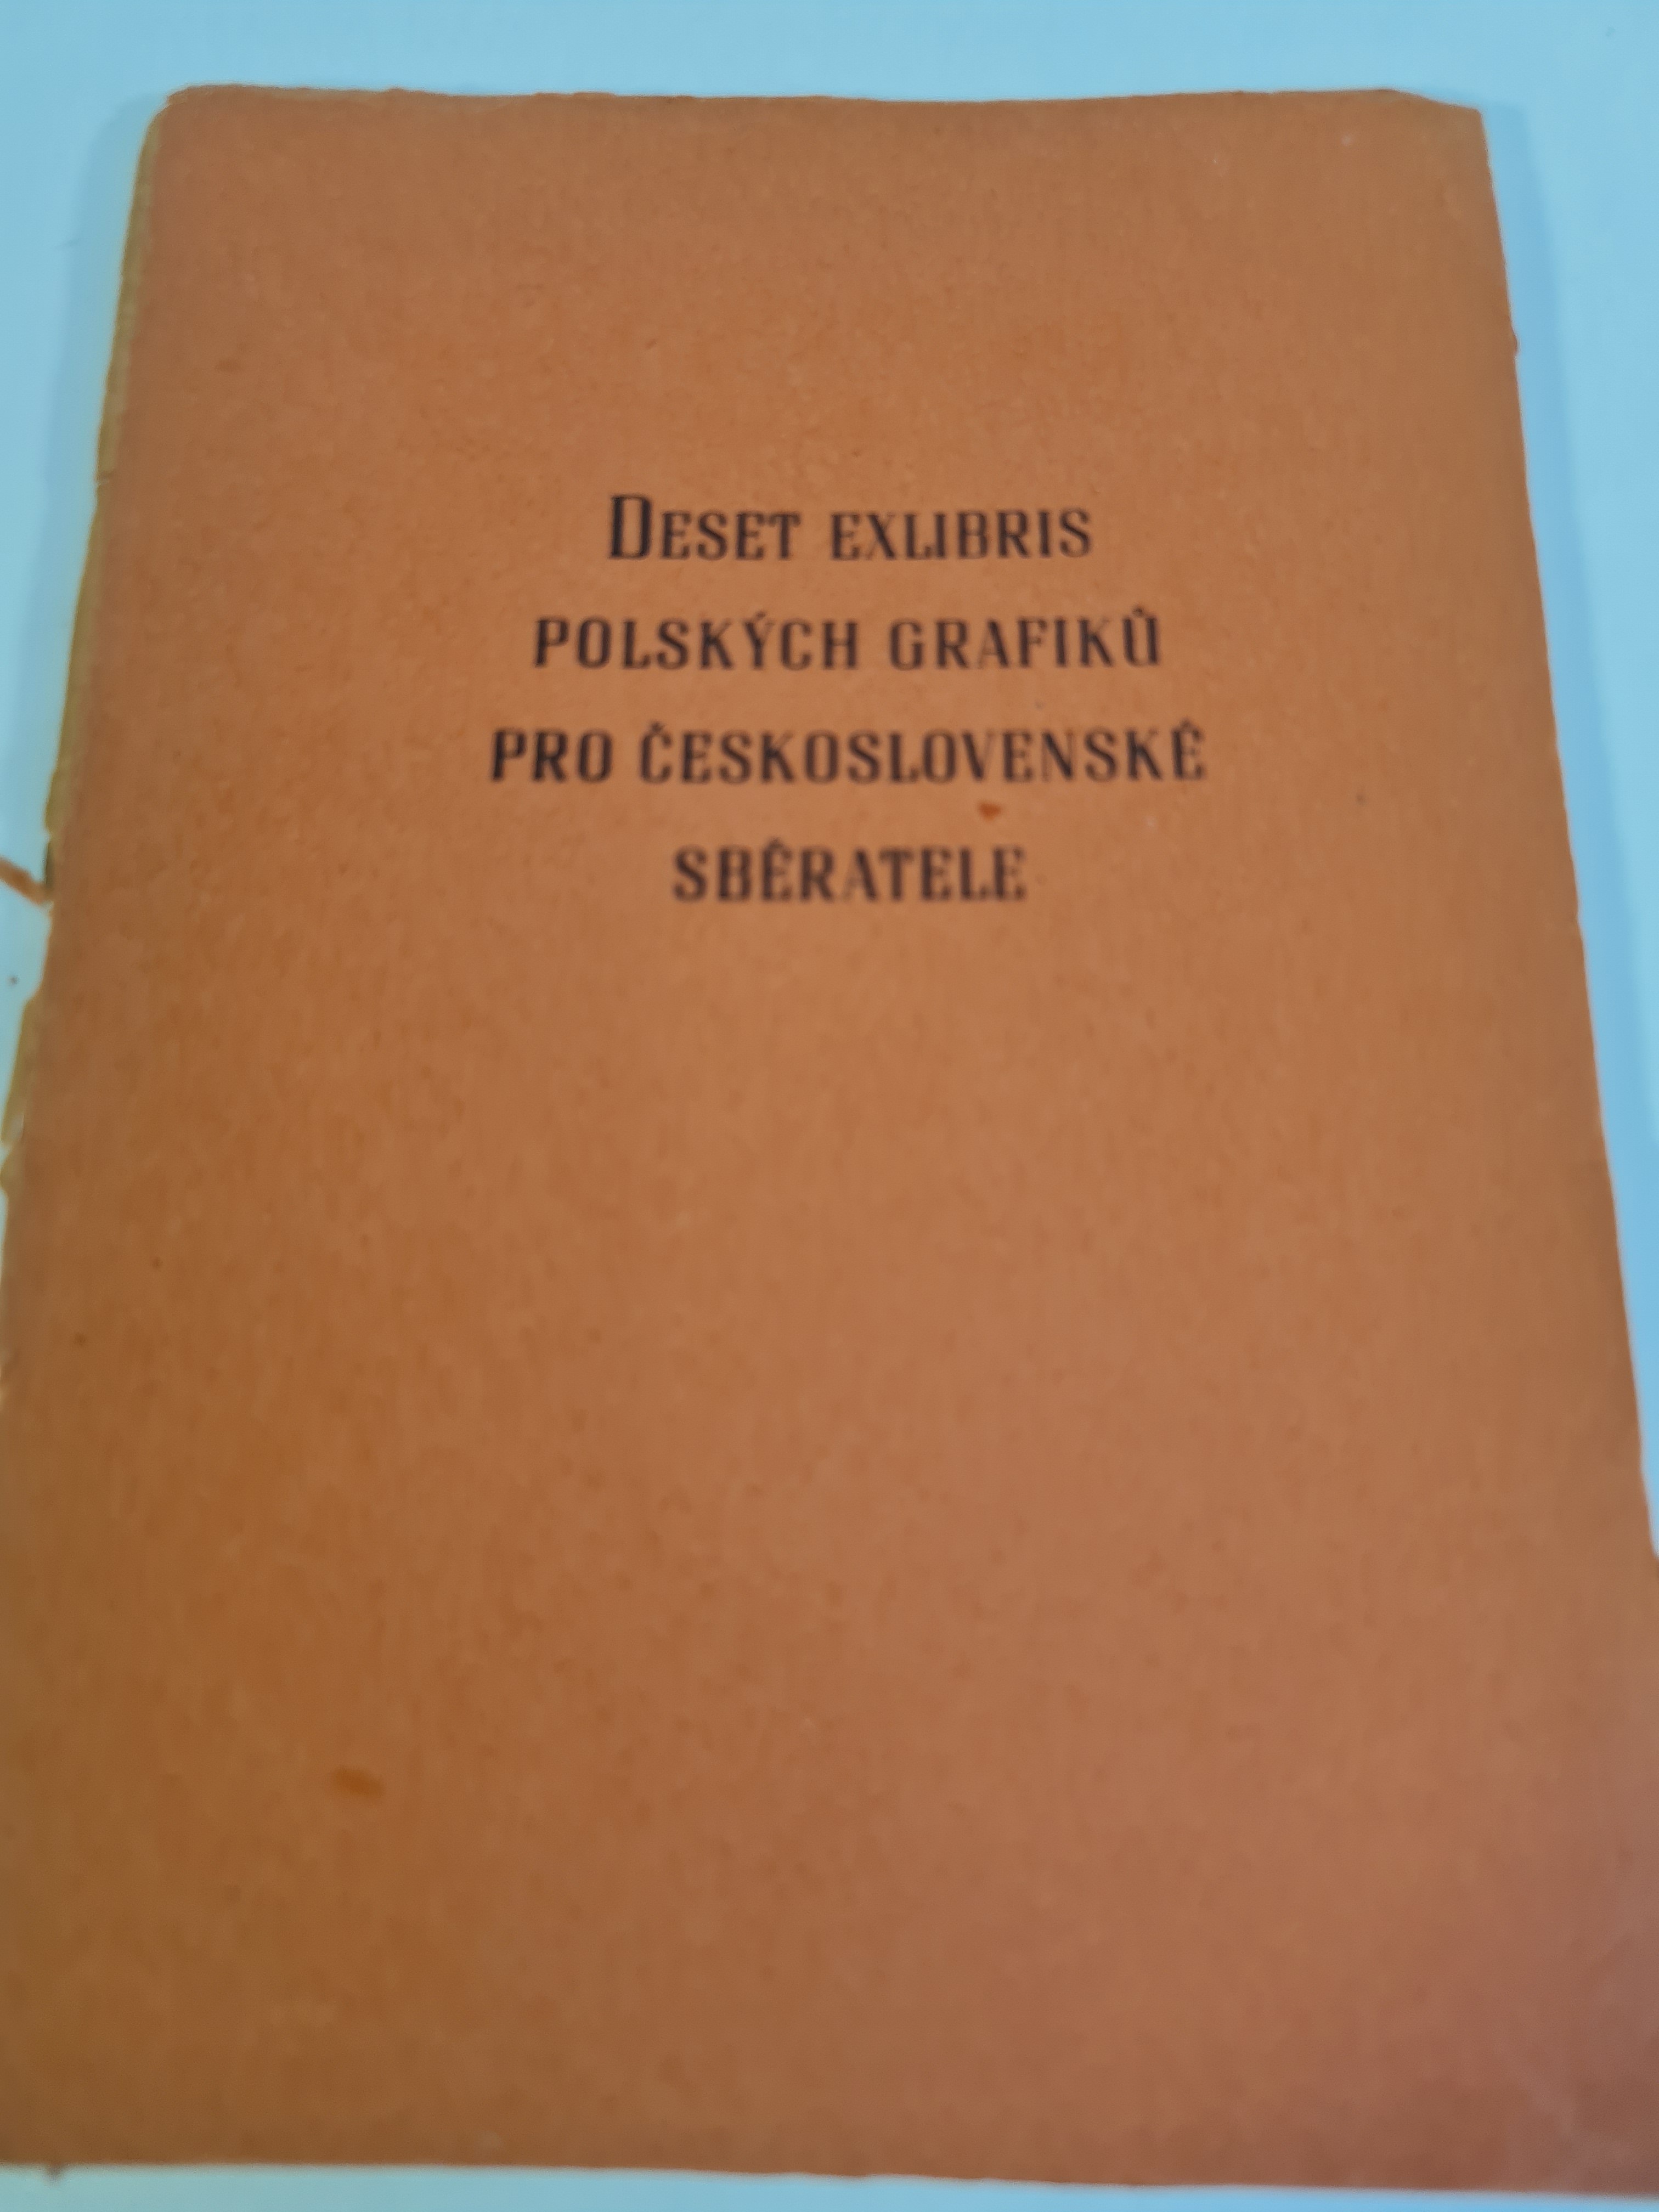 Deset exlibris
polských grafiků
pro československé
sběratele